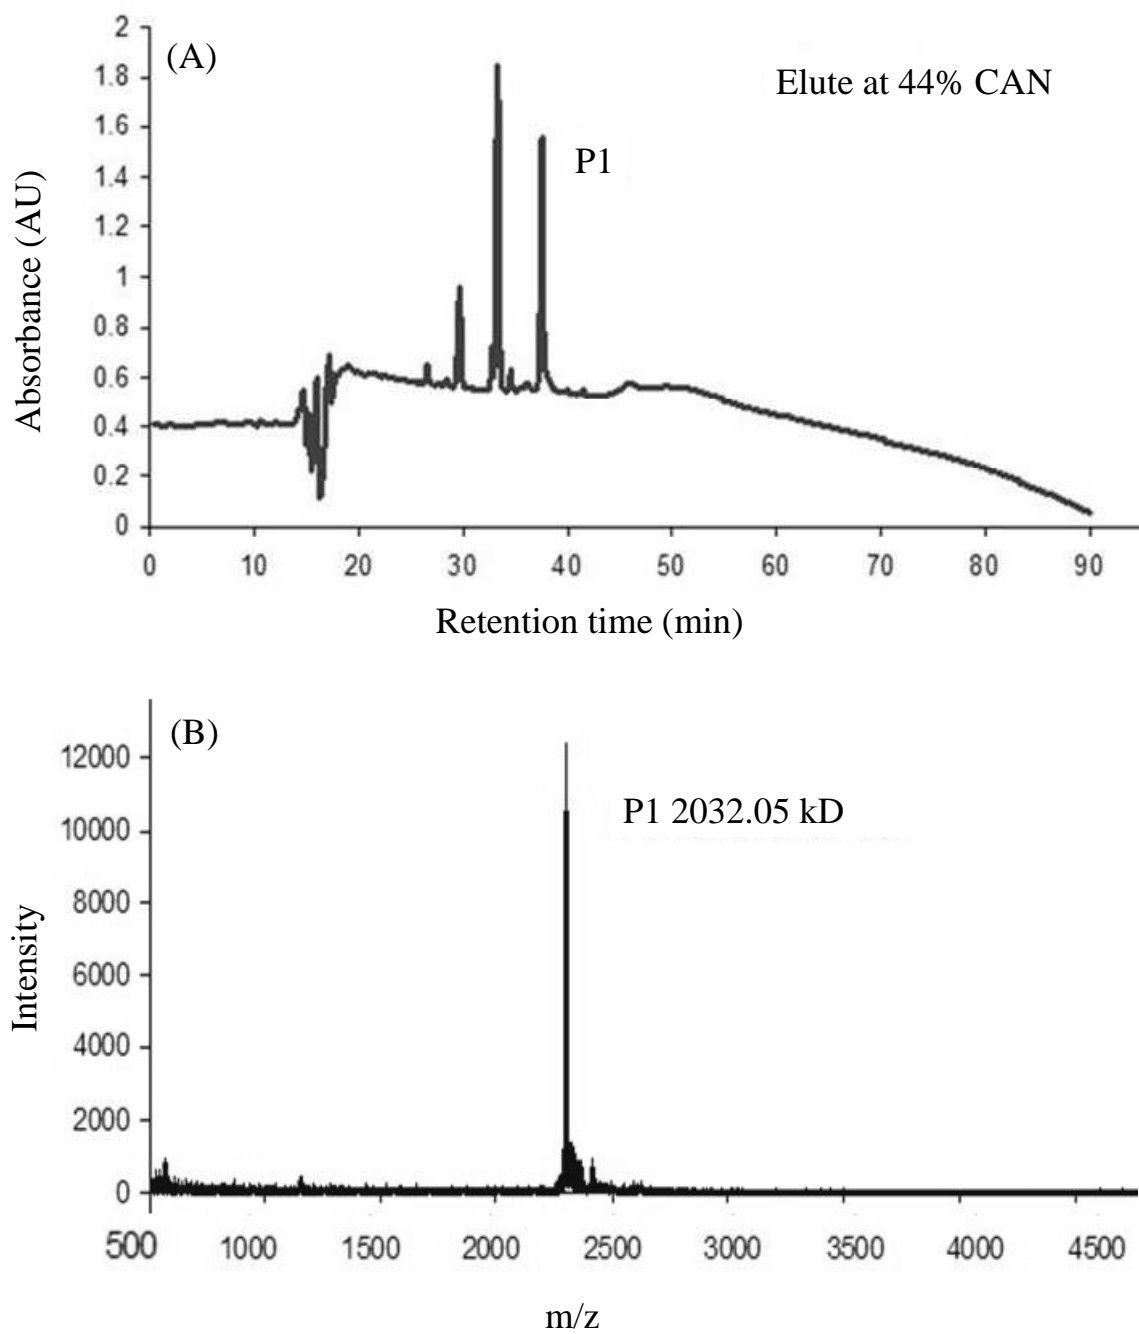 (A)
Elute at 44% CAN
P1
Absorbance (AU)
2
1.8
1.6
1.4
1.2
1
0.8
0.6
0.4
0.2
0
0 10 20 30 40 50 60 70 80 90
Retention time (min)
(B)
P1 2032.05 kD
Intensity
12000
10000
8000
6000
4000
2000
0
500 1000 1500 2000 2500 3000 3500 4000 4500
m/z